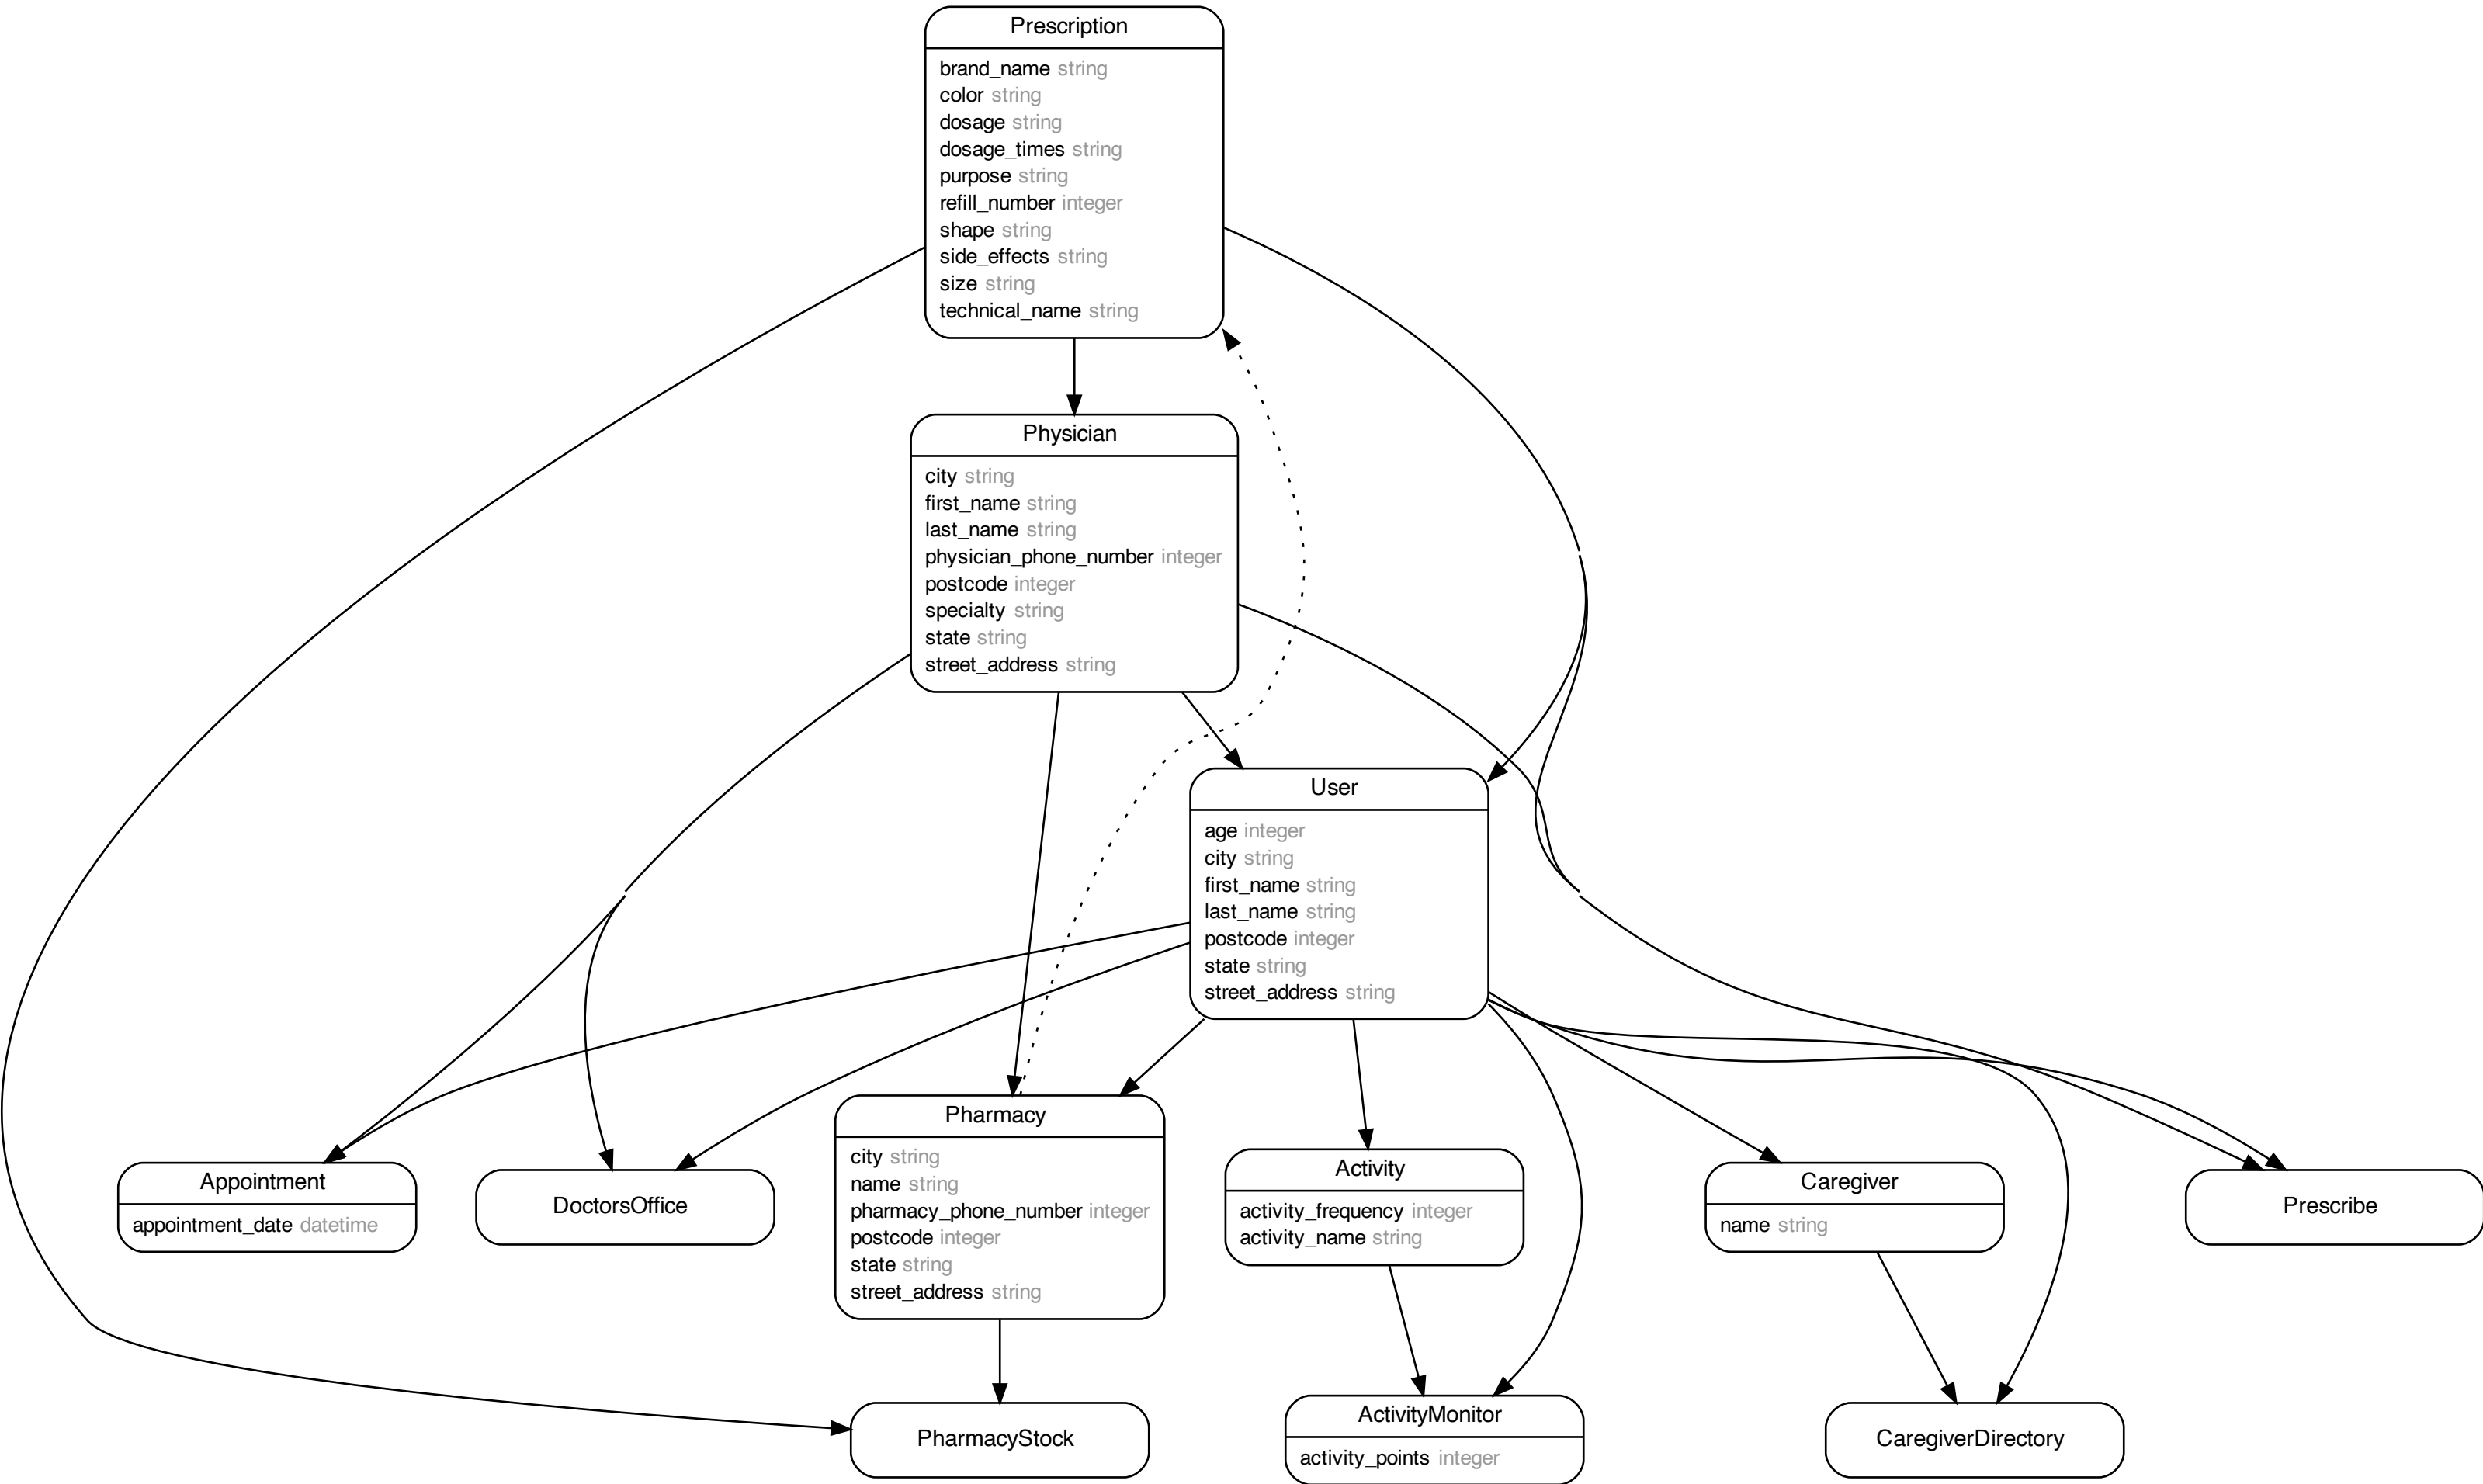 Prescription
brand_name string
color string
dosage string
dosage_times string
purpose string
refill_number integer
shape string
side_effects string
size string
technical_name string
Physician
city string
first_name string
last_name string
physician_phone_number integer
postcode integer
specialty string
state string
street_address string
User
age integer
city string
first_name string
last_name string
postcode integer
state string
street_address string
Appointment
appointment_date datetime
DoctorsOffice
Pharmacy
city string
name string
pharmacy_phone_number integer
postcode integer
state string
street_address string
Activity
activity_frequency integer
activity_name string
Caregiver
name string
Prescribe
PharmacyStock
ActivityMonitor
activity_points integer
CaregiverDirectory